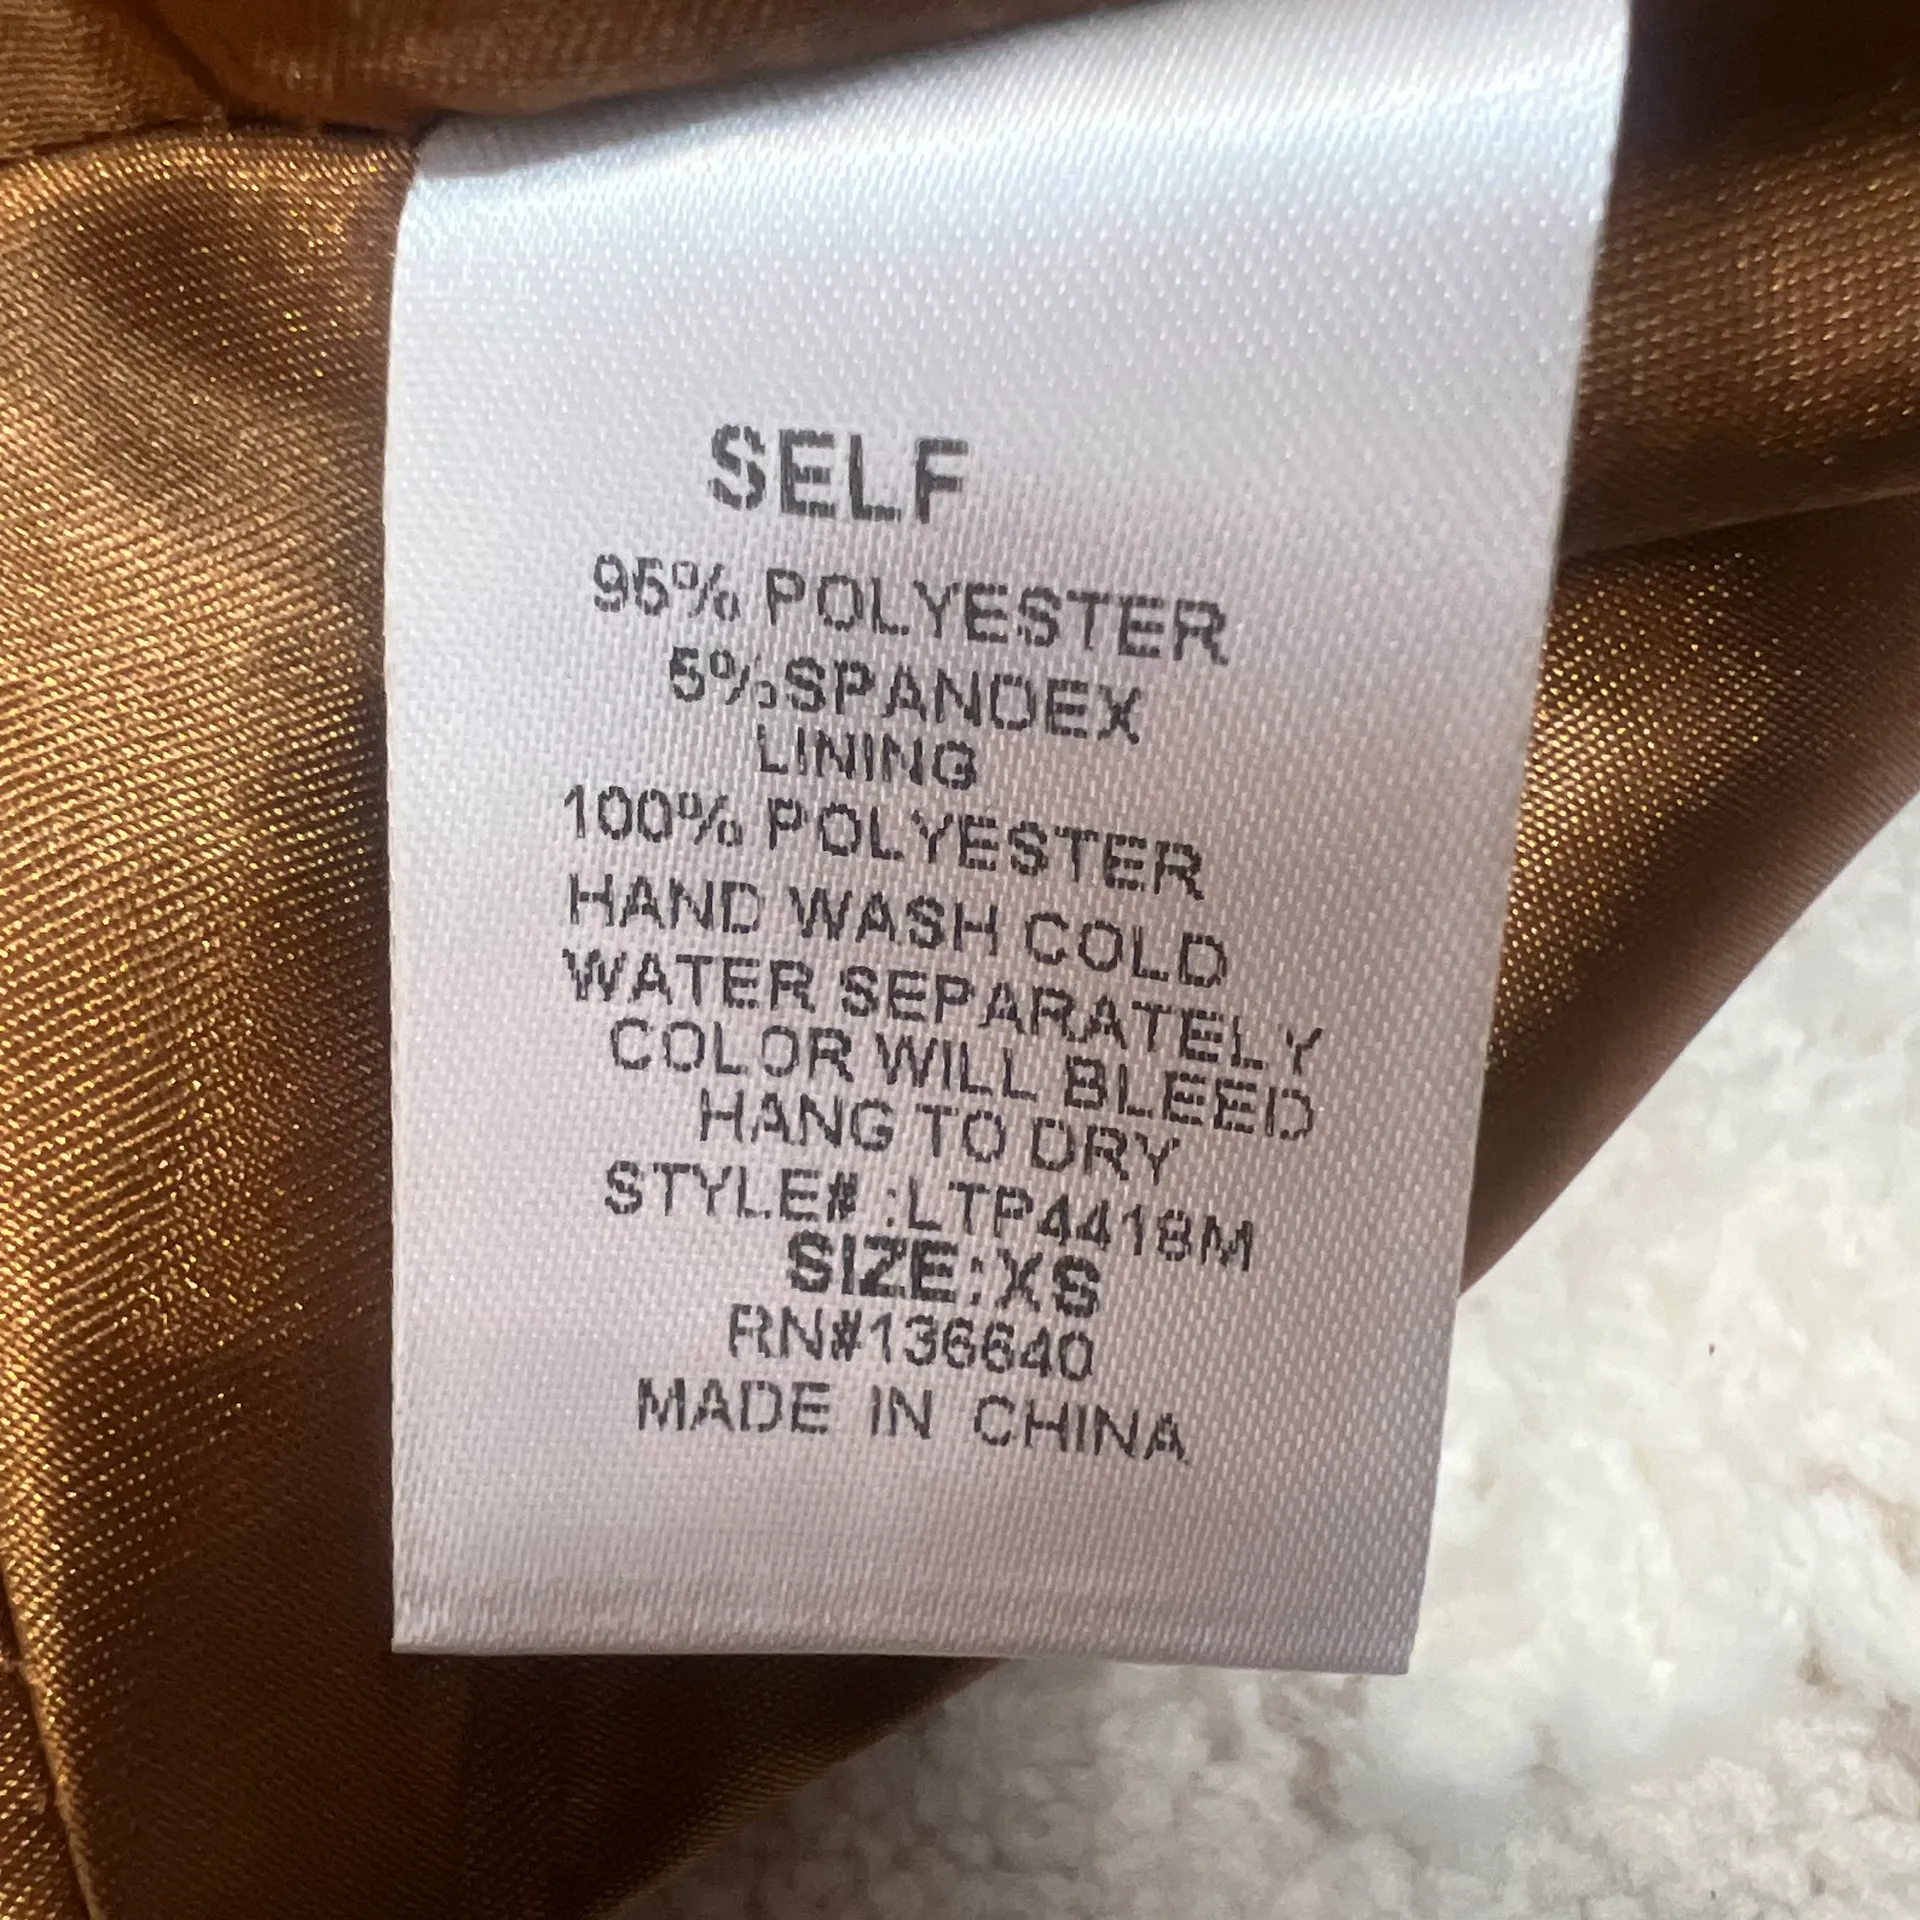 SELF
95% POLYESTER
5%SPANDEX
LINING
100% POLYESTER
HAND WASH COLD
WATER SEPARATELY
COLOR WILL BLEED
HANG TO DRY
STYLE# :LTP4418M
SIZE:XS
RN#136640
MADE IN CHINA